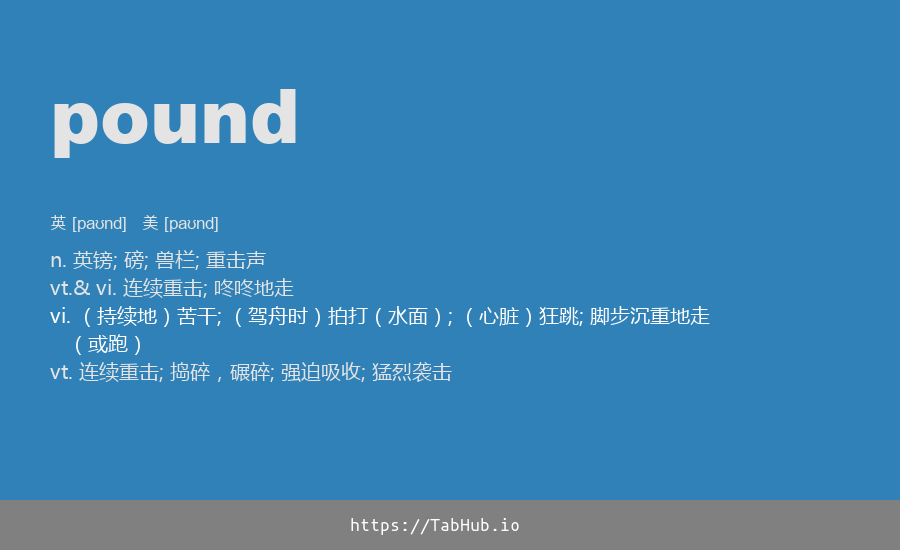 pound
英 [paʊnd] 美 [paʊnd]
n. 英镑; 磅; 兽栏; 重击声
vt.& vi. 连续重击; 咚咚地走
vi. （持续地）苦干; （驾舟时）拍打（水面）; （心脏）狂跳; 脚步沉重地走
（或跑）
vt. 连续重击; 捣碎，碾碎; 强迫吸收; 猛烈袭击
https://TabHub.io